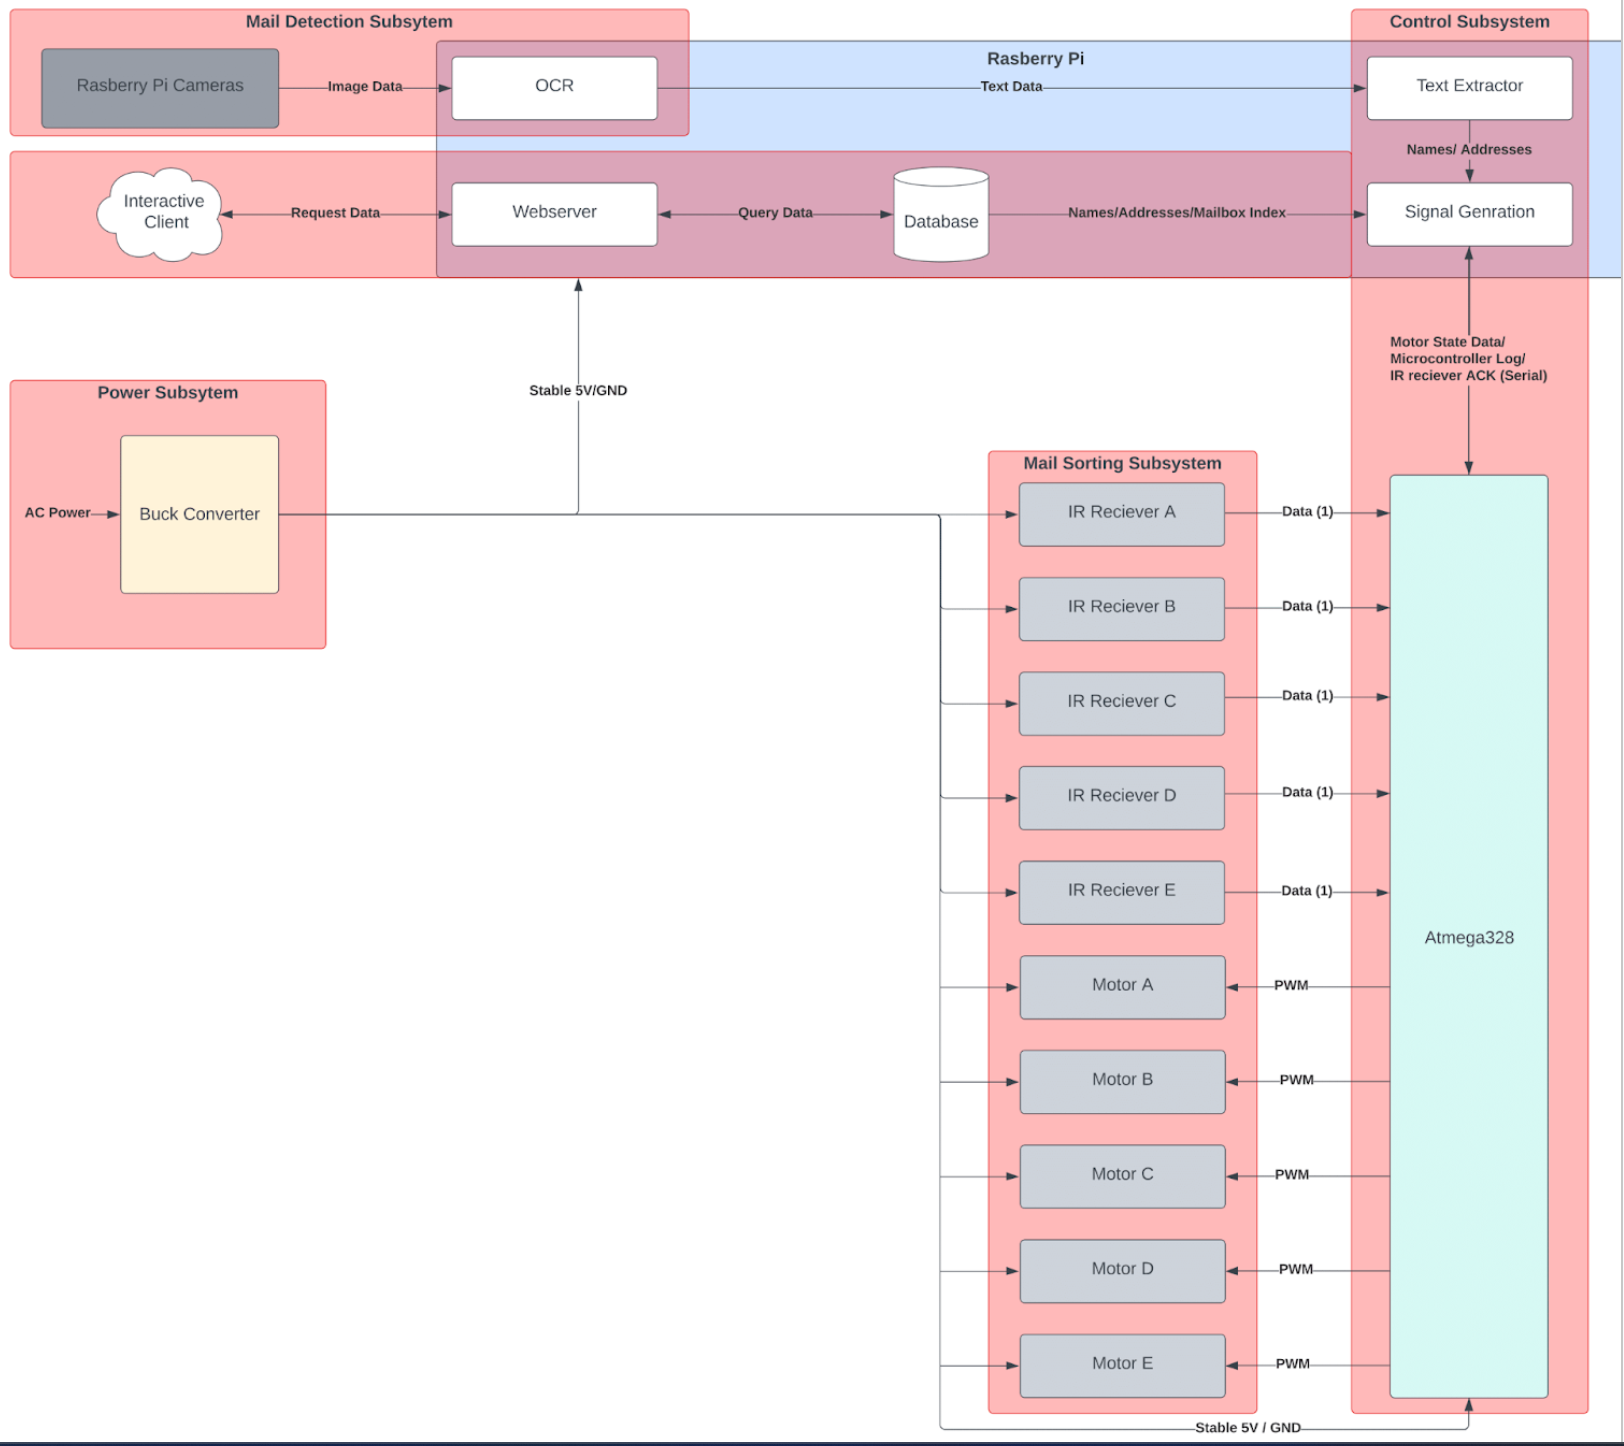 Mail Detection Subsytem
Control Subsystem
Rasberry Pi
Rasberry Pi Cameras
Image Data
OCR
Text Data
Text Extractor
Names/ Addresses
Interactive
Client
Request Data
Webserver
Query Data
Database
Names/Addresses/Mailbox Index
Signal Genration
Motor State Data/
Microcontroller Log/
IR reciever ACK (Serial)
Stable 5V/GND
Power Subsytem
AC Power
Buck Converter
Mail Sorting Subsystem
IR Reciever A
Data (1)
IR Reciever B
Data (1)
IR Reciever C
Data (1)
IR Reciever D
Data (1)
IR Reciever E
Data (1)
Atmega328
Motor A
PWM
Motor B
PWM
Motor C
PWM
Motor D
PWM
Motor E
PWM
Stable 5V / GND